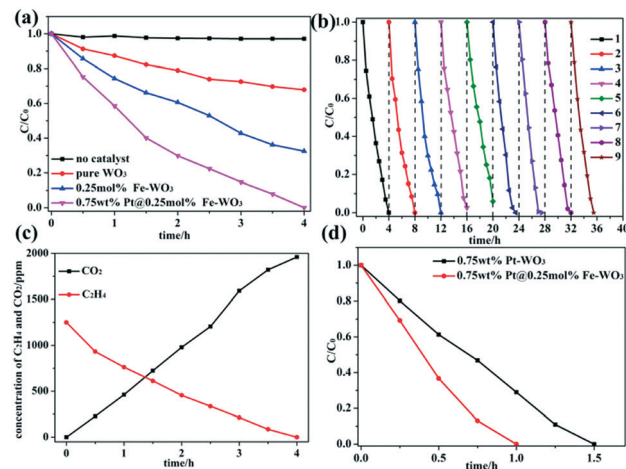 (a)
1.0
0.8
0.6
0.4
0.2
0.0
C/C₀
no catalyst
pure WO₃
0.25mol% Fe-WO₃
0.75wt% Pt@0.25mol% Fe-WO₃
0 1 2 3 4
time/h
(b)
1.0
0.8
0.6
0.4
0.2
0.0
C/C₀
1
2
3
4
5
6
7
8
9
0 4 8 12 16 20 24 28 32 36 40
time/h
(c)
2000
1500
1000
500
0
concentration of C₂H₄ and CO₂/ppm
CO₂
C₂H₄
0 1 2 3 4
time/h
(d)
1.0
0.8
0.6
0.4
0.2
0.0
C/C₀
0.75wt% Pt-WO₃
0.75wt% Pt@0.25mol% Fe-WO₃
0.0 0.5 1.0 1.5
time/h